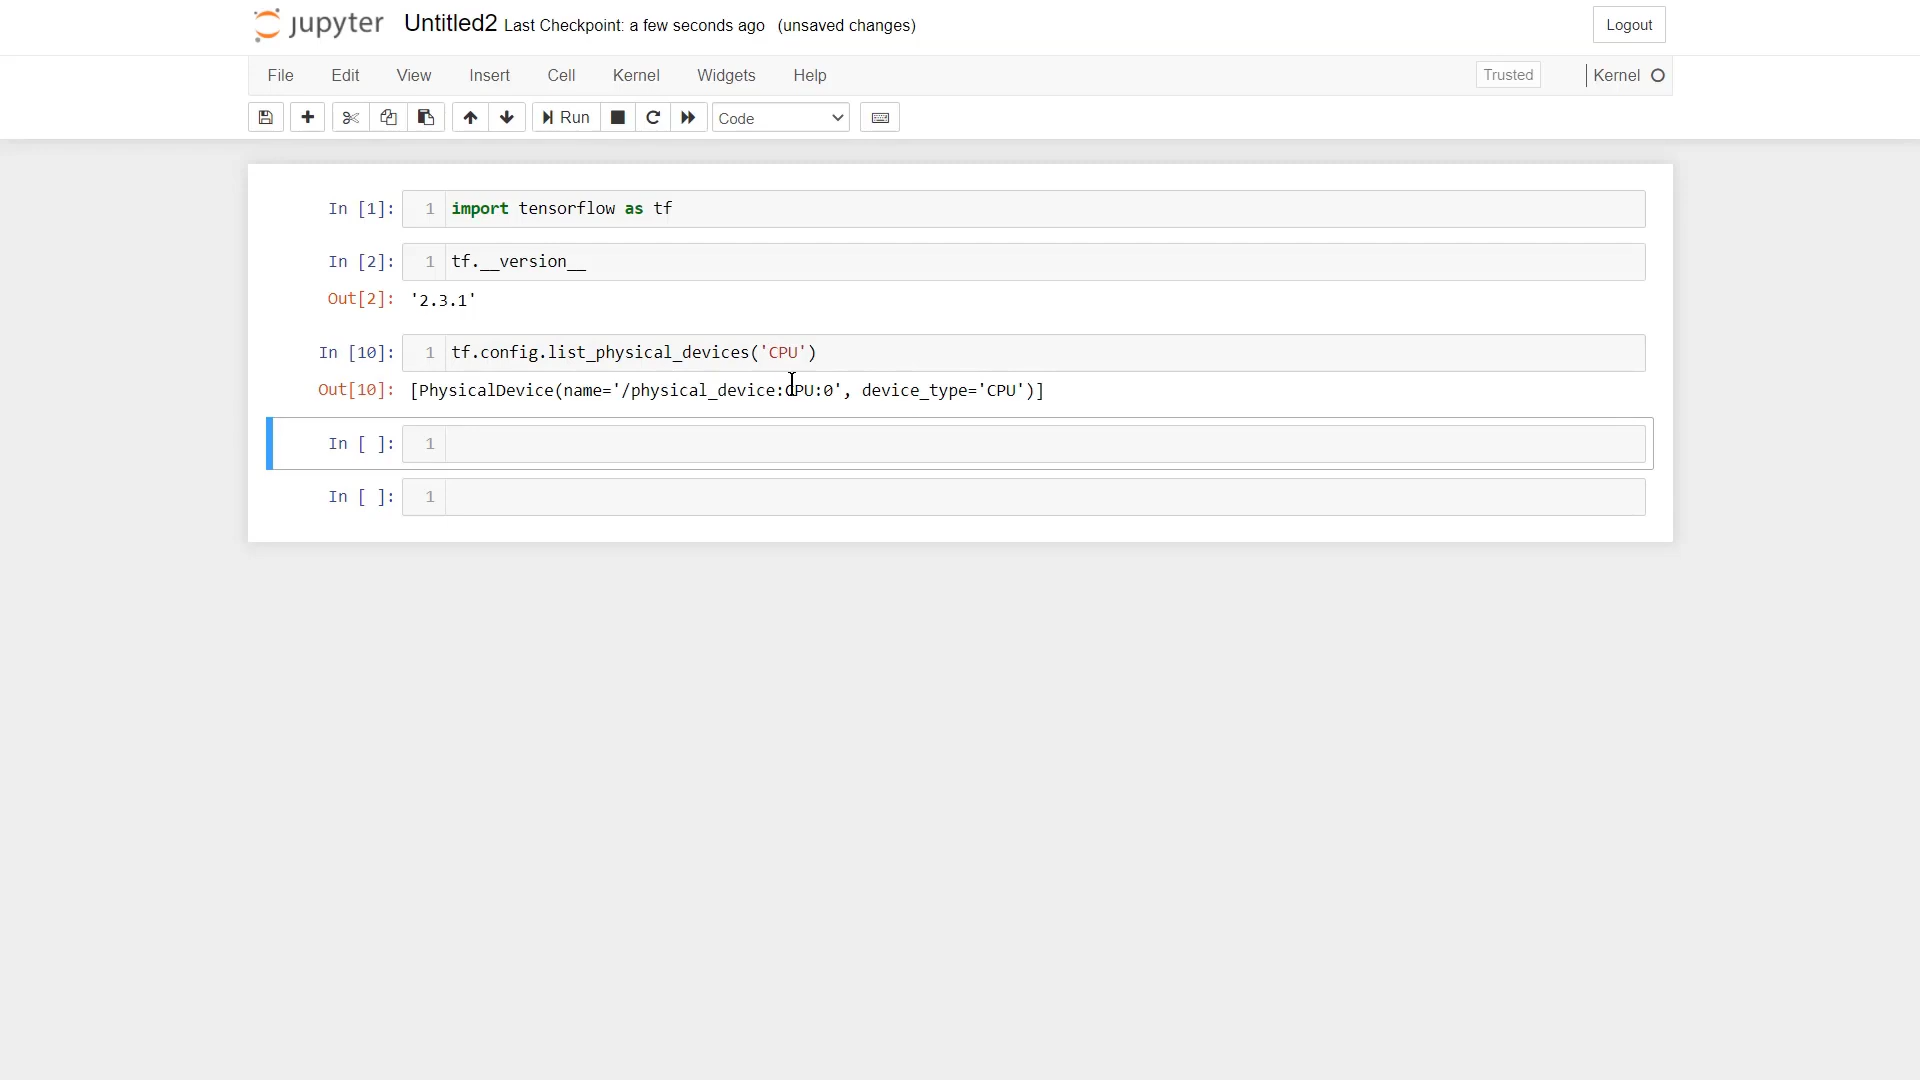 jupyter Untitled2 Last Checkpoint: a few seconds ago (unsaved changes) Logout
File Edit View Insert Cell Kernel Widgets Help Trusted Kernel
Run Code
In [1]: 1 import tensorflow as tf
In [2]: 1 tf.__version__
Out[2]: '2.3.1'
In [10]: 1 tf.config.list_physical_devices('CPU')
Out[10]: [PhysicalDevice(name='/physical_device:CPU:0', device_type='CPU')]
In [ ]: 1
In [ ]: 1